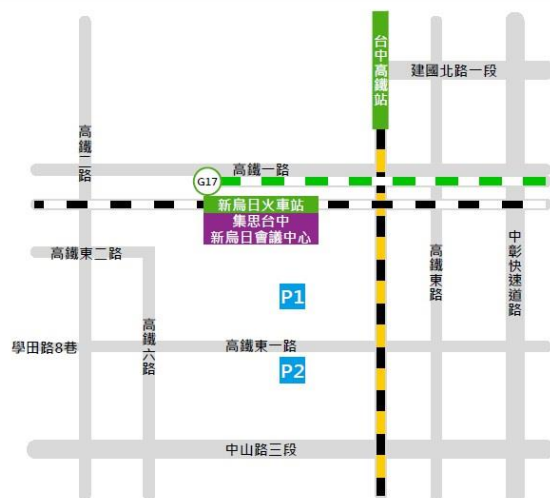 台中高鐵站
建國北路一段
高鐵二路
高鐵一路
G17
新烏日火車站
集思台中
新烏日會議中心
高鐵東二路
高鐵東路
中彰快速道路
P1
高鐵六路
學田路8巷
高鐵東一路
P2
中山路三段